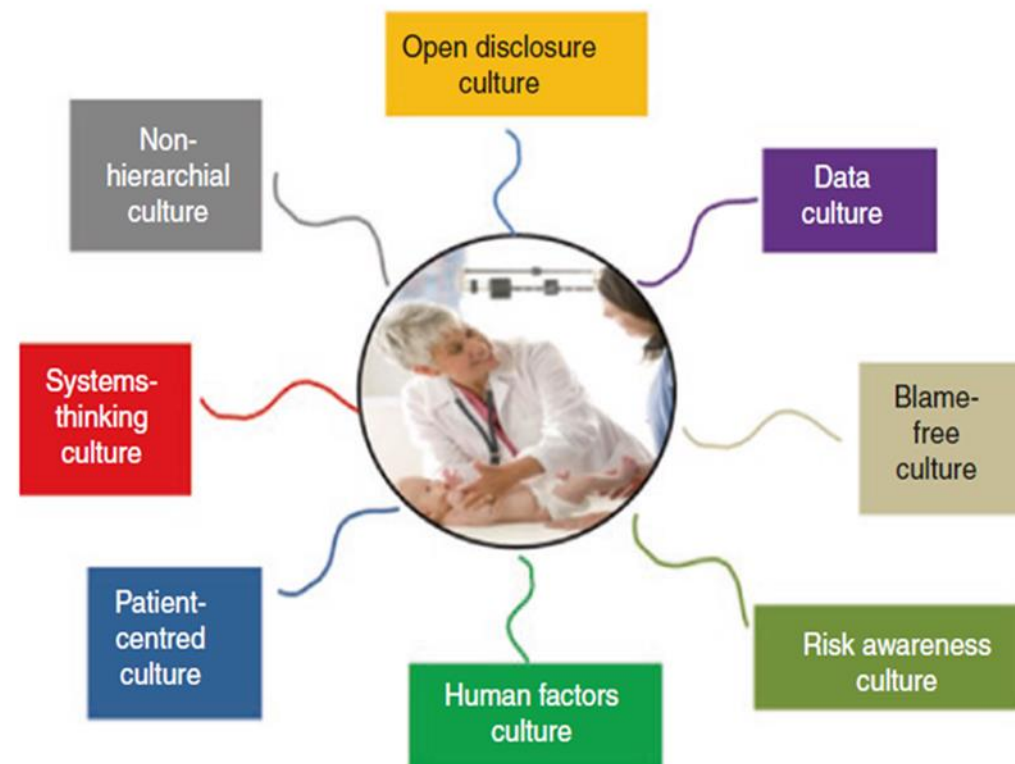 Open disclosure
culture
Non-
hierarchial
culture
Data
culture
Systems-
thinking
culture
Blame-
free
culture
Patient-
centred
culture
Human factors
culture
Risk awareness
culture